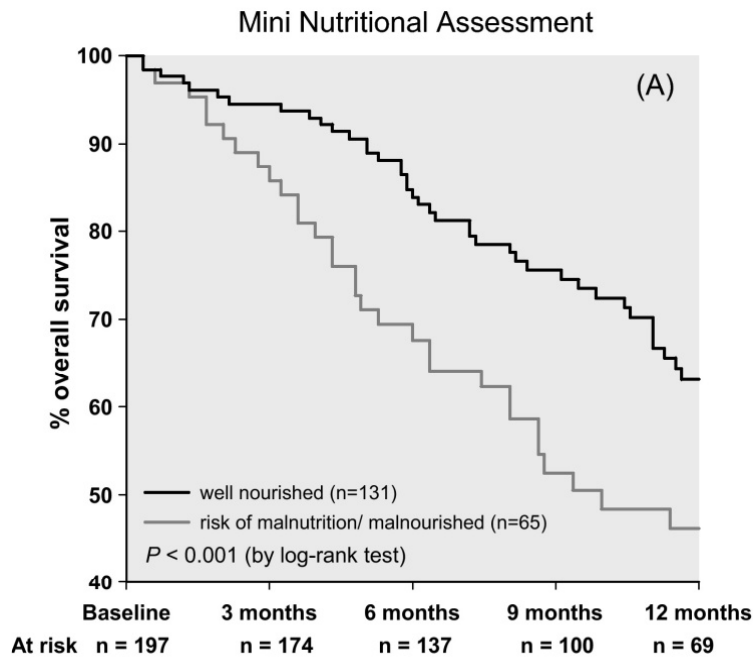 Mini Nutritional Assessment
(A)
% overall survival
100
90
80
70
60
50
40
well nourished (n=131)
risk of malnutrition/ malnourished (n=65)
P < 0.001 (by log-rank test)
Baseline 3 months 6 months 9 months 12 months
At risk n = 197 n = 174 n = 137 n = 100 n = 69